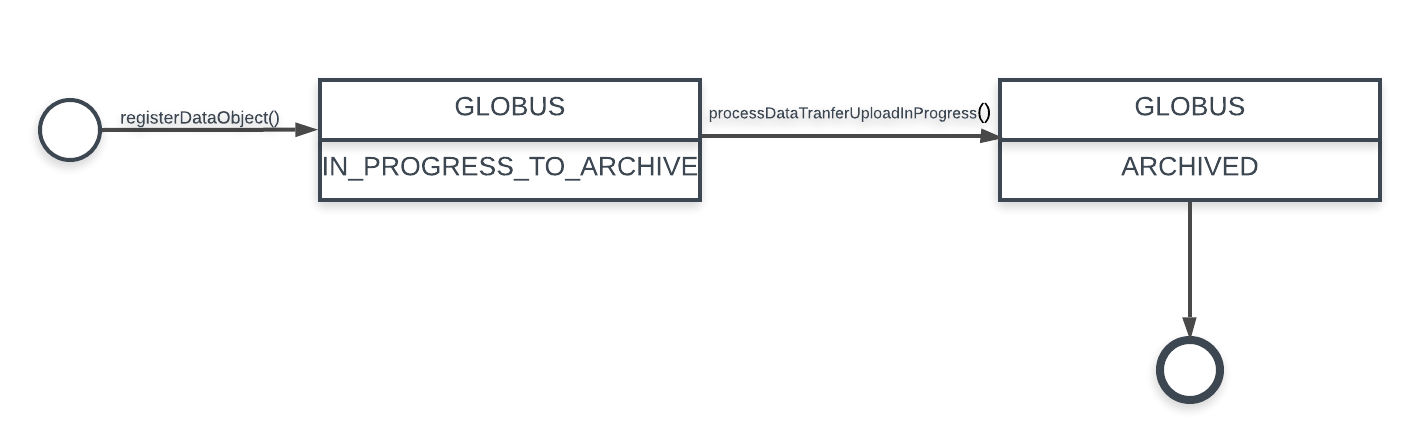 registerDataObject()
GLOBUS
IN_PROGRESS_TO_ARCHIVE
processDataTranferUploadInProgress()
GLOBUS
ARCHIVED